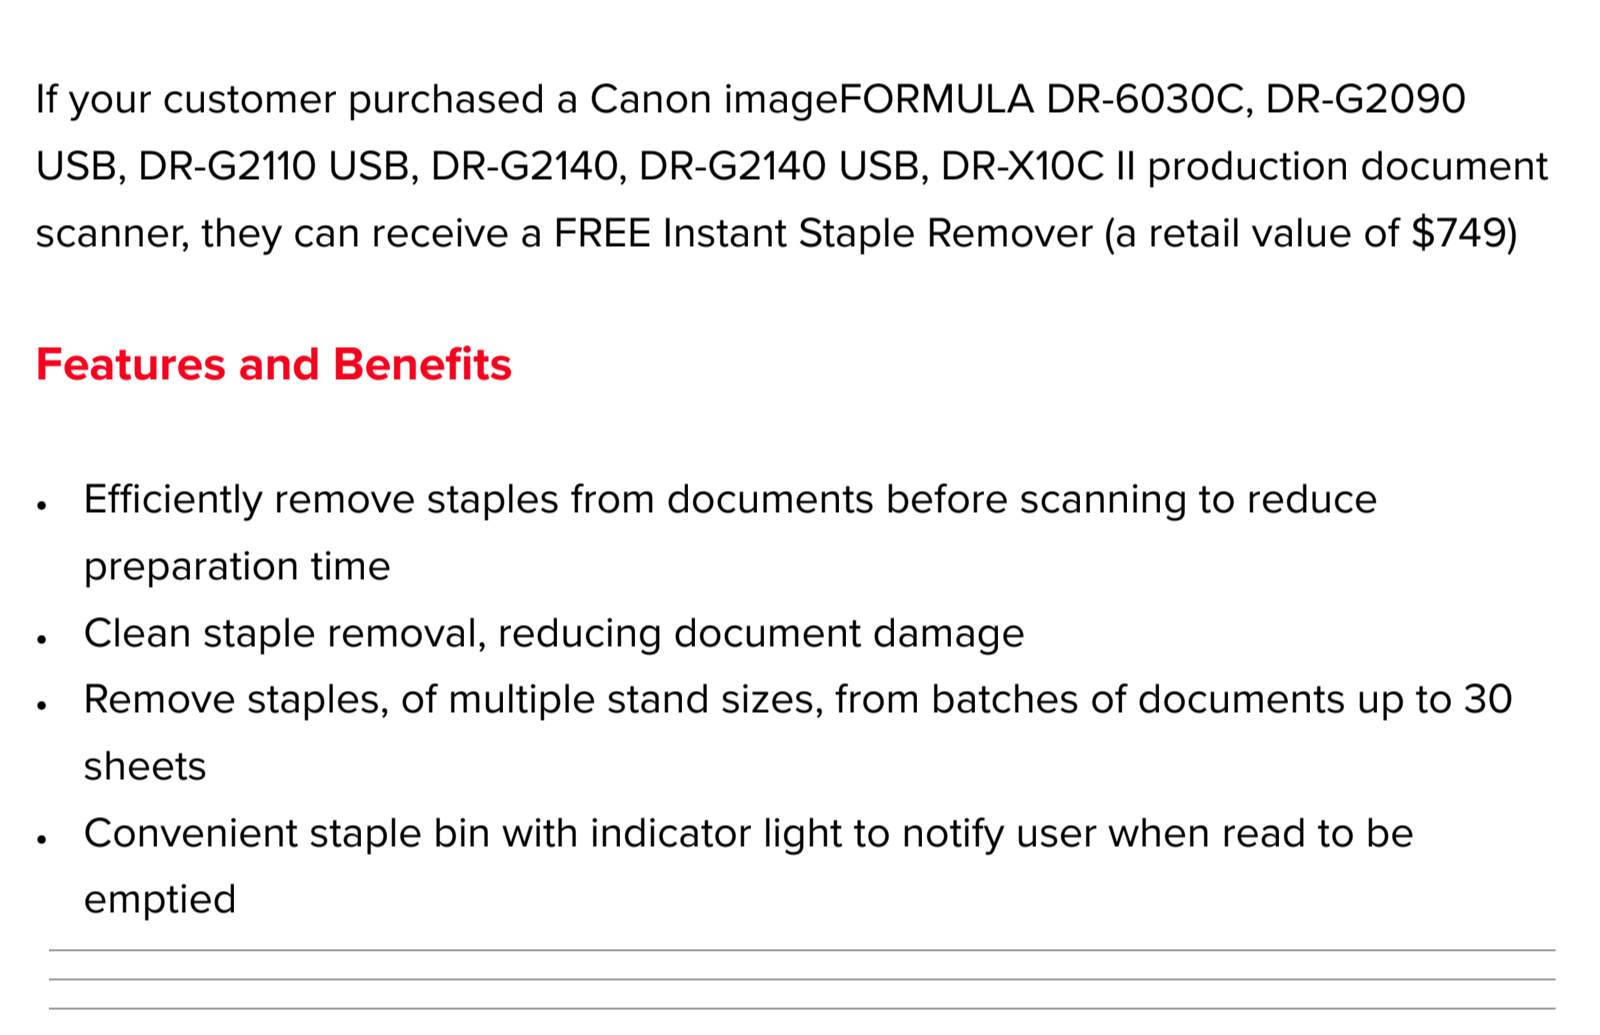 If your customer purchased a Canon imageFORMULA DR-6030C, DR-G2090
USB, DR-G2110 USB, DR-G2140, DR-G2140 USB, DR-X10C II production document
scanner, they can receive a FREE Instant Staple Remover (a retail value of $749)
Features and Benefits
• Efficiently remove staples from documents before scanning to reduce
preparation time
• Clean staple removal, reducing document damage
• Remove staples, of multiple stand sizes, from batches of documents up to 30
sheets
• Convenient staple bin with indicator light to notify user when read to be
emptied